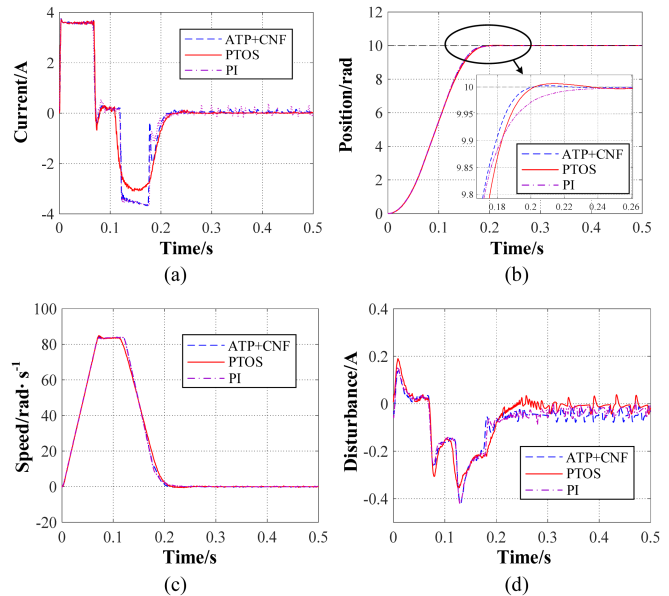 4
2
0
-2
-4
0
0.1
0.2
0.3
0.4
0.5
Current/A
Time/s
ATP+CNF
PTOS
PI
(a)
12
10
8
6
4
2
0
0
0.1
0.2
0.3
0.4
0.5
Position/rad
Time/s
10
9.95
9.9
9.85
9.8
0.18
0.2
0.22
0.24
0.26
ATP+CNF
PTOS
PI
(b)
100
80
60
40
20
0
-20
0
0.1
0.2
0.3
0.4
0.5
Speed/rad· s⁻¹
Time/s
ATP+CNF
PTOS
PI
(c)
0.4
0.2
0
-0.2
-0.4
0
0.1
0.2
0.3
0.4
0.5
Disturbance/A
Time/s
ATP+CNF
PTOS
PI
(d)